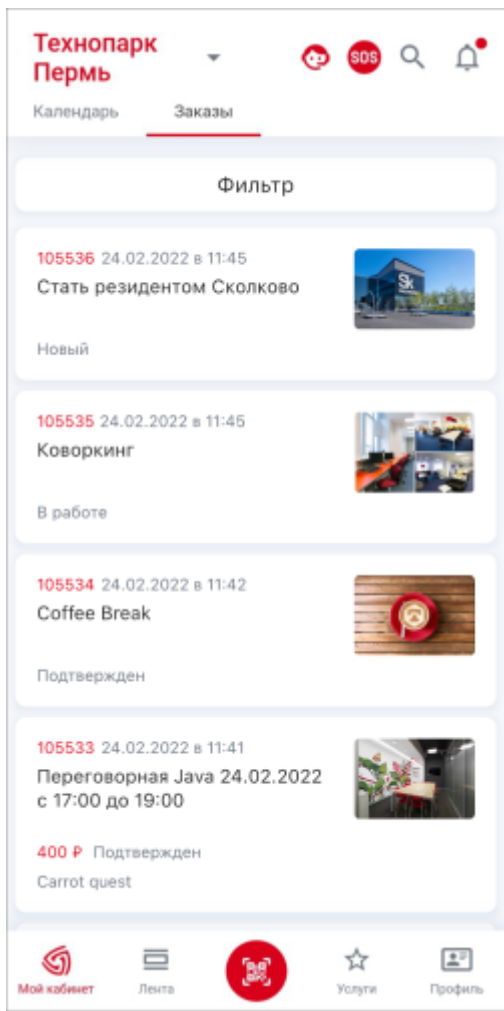 Технопарк
Пермь
SOS
Календарь
Заказы
Фильтр
105536 24.02.2022 в 11:45
Стать резидентом Сколково
Sk
Новый
105535 24.02.2022 в 11:45
Коворкинг
В работе
105534 24.02.2022 в 11:42
Coffee Break
Подтвержден
105533 24.02.2022 в 11:41
Переговорная Java 24.02.2022
с 17:00 до 19:00
400 ₽ Подтвержден
Carrot quest
Мой кабинет
Лента
Услуги
Профиль